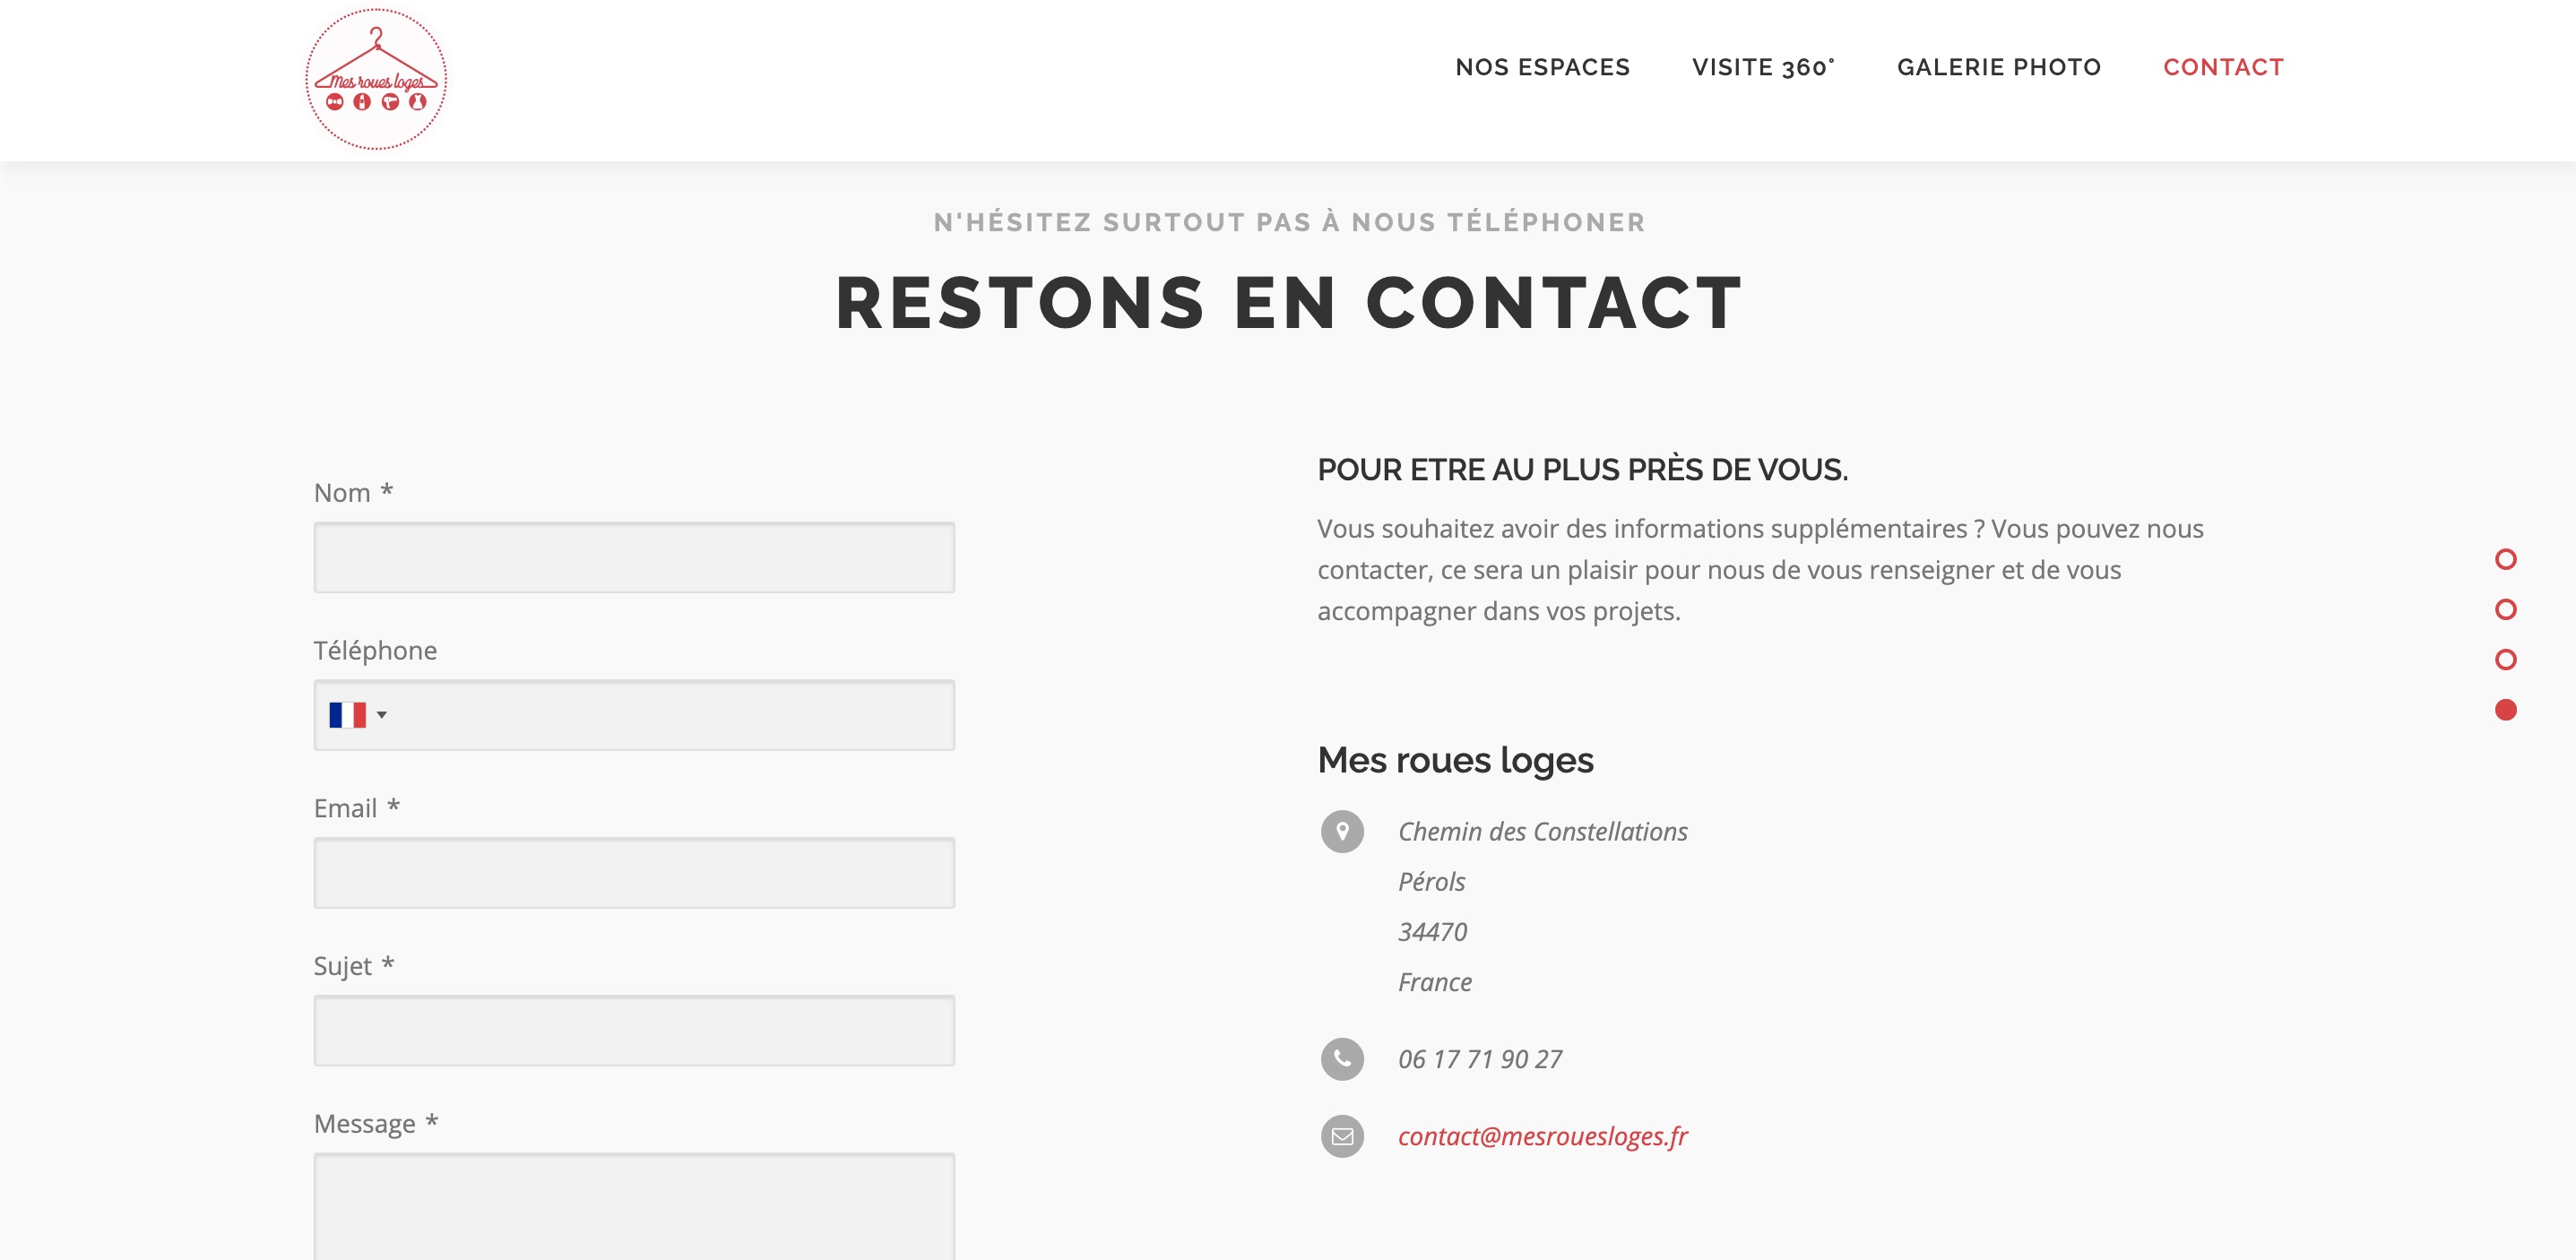 Mes roues loges
NOS ESPACES
VISITE 360°
GALERIE PHOTO
CONTACT
N'HÉSITEZ SURTOUT PAS À NOUS TÉLÉPHONER
RESTONS EN CONTACT
Nom *
Téléphone
Email *
Sujet *
Message *
POUR ETRE AU PLUS PRÈS DE VOUS.
Vous souhaitez avoir des informations supplémentaires ? Vous pouvez nous
contacter, ce sera un plaisir pour nous de vous renseigner et de vous
accompagner dans vos projets.
Mes roues loges
Chemin des Constellations
Pérols
34470
France
06 17 71 90 27
contact@mesrouesloges.fr